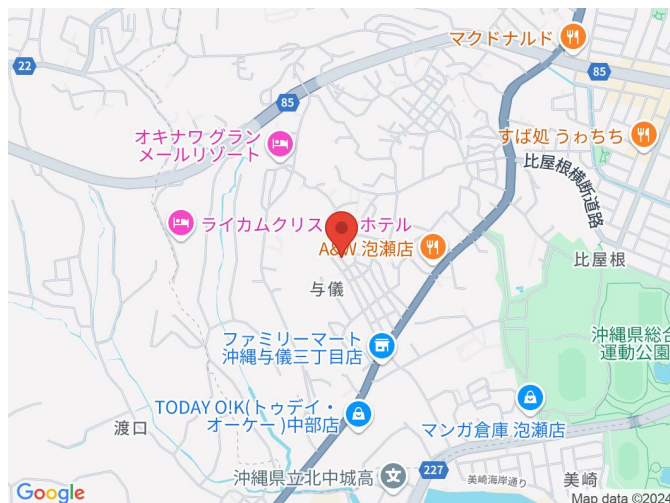 マクドナルド
22
85
85
オキナワ グラン
メールリゾート
すば処 うゎちち
比屋根横断道路
ライカムクリス
ホテル
A&W 泡瀬店
比屋根
与儀
ファミリーマート
沖縄与儀三丁目店
沖縄県総合
運動公園
TODAY O!K(トゥデイ・
オーケー )中部店
マンガ倉庫 泡瀬店
渡口
沖縄県立北中城高
227
美崎海岸通り
美崎
Google
Map data ©2024